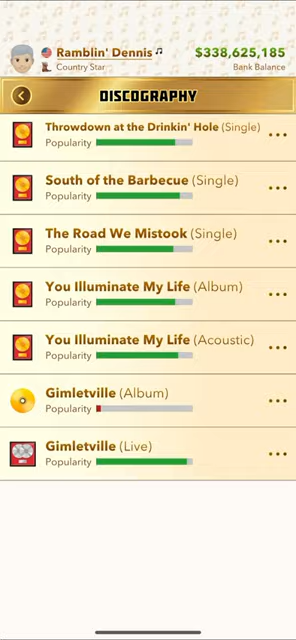 Ramblin' Dennis
Country Star
$338,625,185
Bank Balance
DISCOGRAPHY
Throwdown at the Drinkin' Hole (Single)
Popularity
South of the Barbecue (Single)
Popularity
The Road We Mistook (Single)
Popularity
You Illuminate My Life (Album)
Popularity
You Illuminate My Life (Acoustic)
Popularity
Gimletville (Album)
Popularity
Gimletville (Live)
Popularity